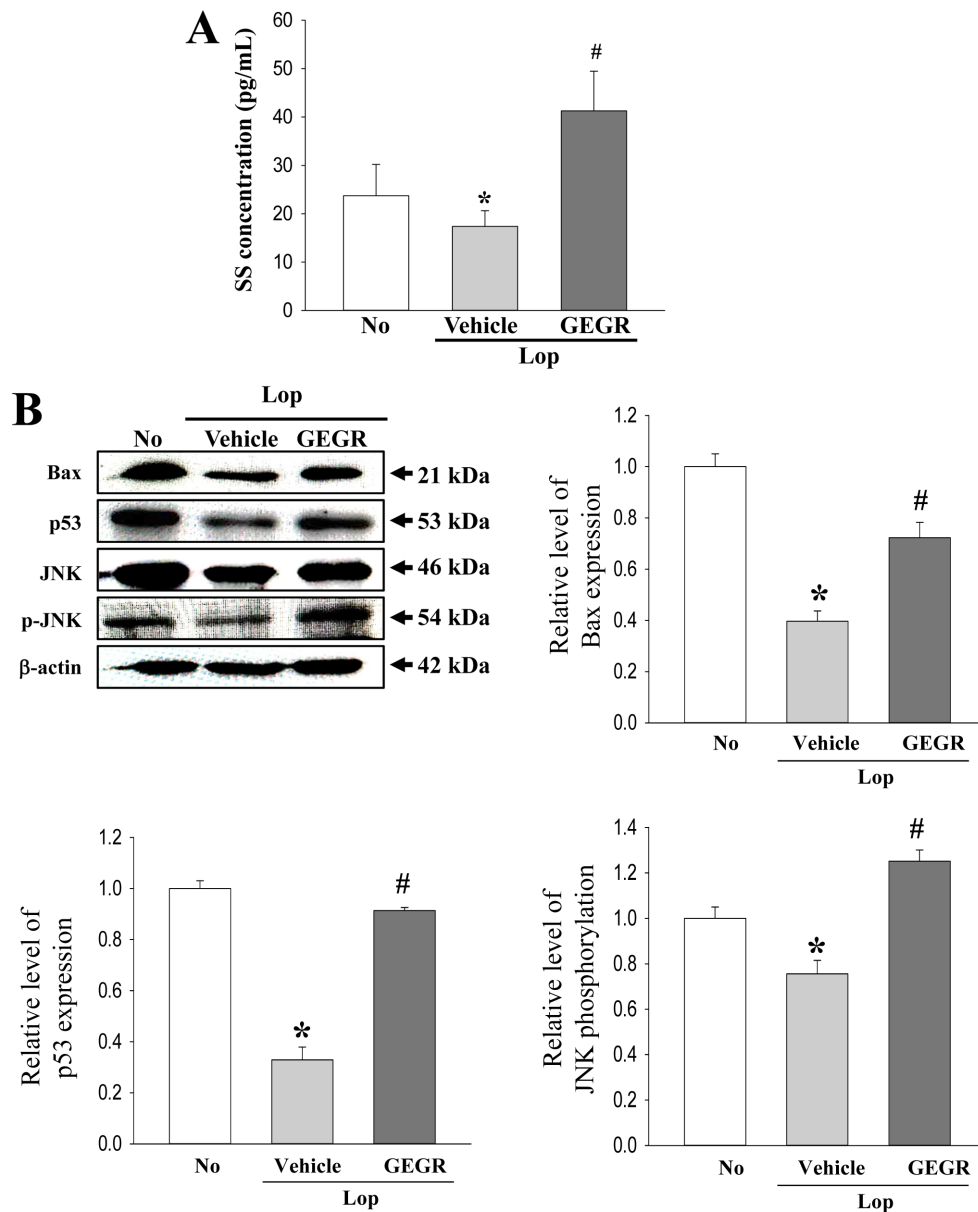 A
SS concentration (pg/mL)
60
50
40
30
20
10
0
*
#
No
Vehicle
GEGR
Lop
B
Lop
No
Vehicle
GEGR
Bax
21 kDa
p53
53 kDa
JNK
46 kDa
p-JNK
54 kDa
β-actin
42 kDa
Relative level of
Bax expression
1.2
1.0
0.8
0.6
0.4
0.2
0.0
*
#
No
Vehicle
GEGR
Lop
Relative level of
p53 expression
1.2
1.0
0.8
0.6
0.4
0.2
0.0
*
#
No
Vehicle
GEGR
Lop
Relative level of
JNK phosphorylation
1.4
1.2
1.0
0.8
0.6
0.4
0.2
0.0
*
#
No
Vehicle
GEGR
Lop